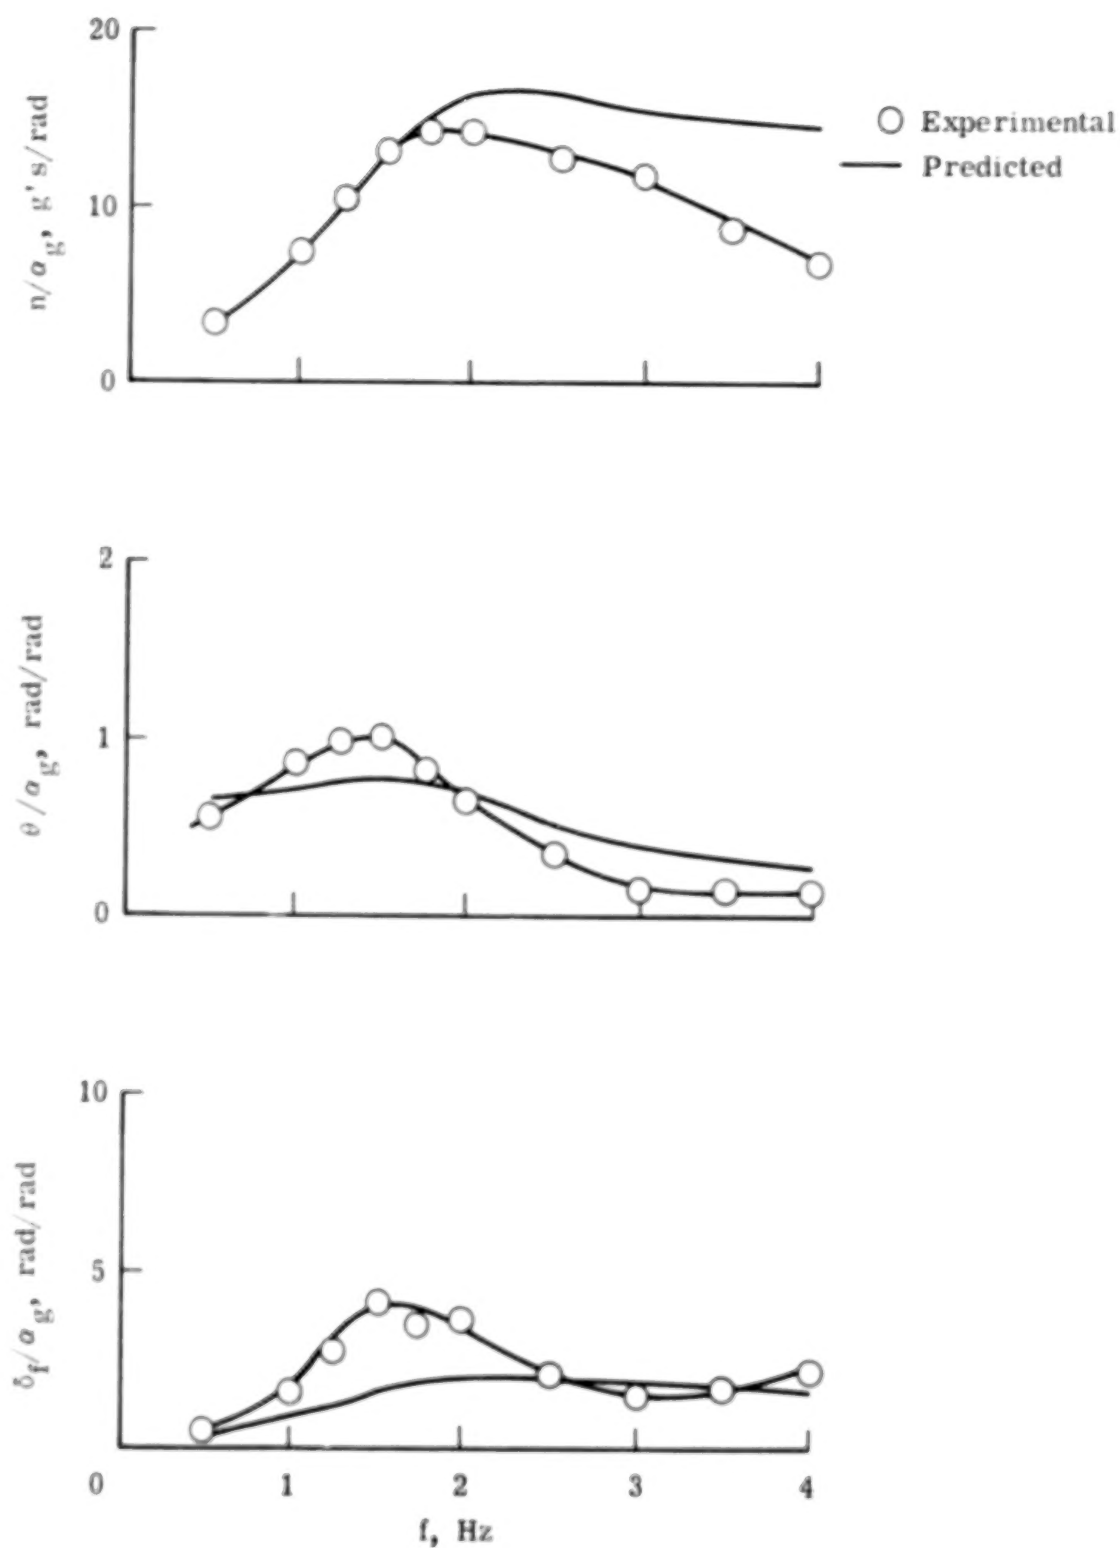 20
n/α_g, g's/rad
10
0
Experimental
Predicted
2
θ/α_g, rad/rad
1
0
10
δ_f/α_g, rad/rad
5
0 1 2 3 4
f, Hz